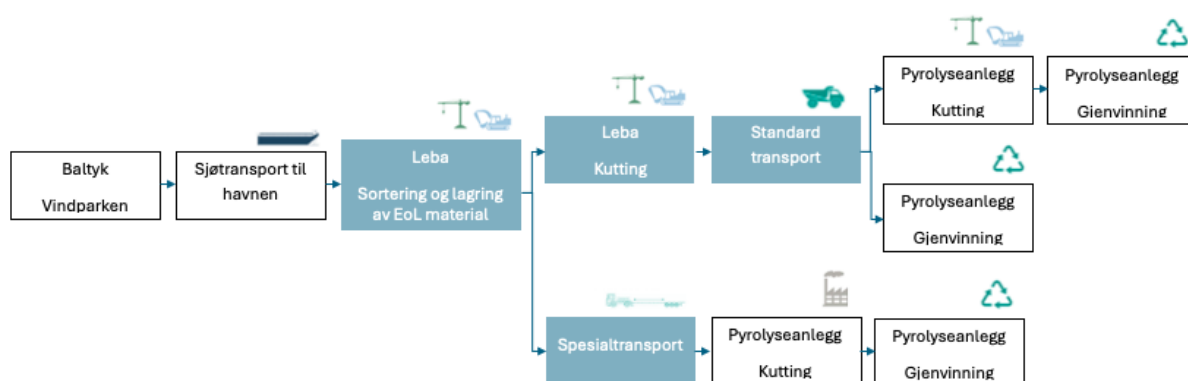 Baltyk
Vindparken
Sjøtransport til
havnen
Leba
Sortering og lagring
av EoL material
Leba
Kutting
Standard
transport
Pyrolyseanlegg
Kutting
Pyrolyseanlegg
Gjenvinning
Pyrolyseanlegg
Gjenvinning
Spesialtransport
Pyrolyseanlegg
Kutting
Pyrolyseanlegg
Gjenvinning